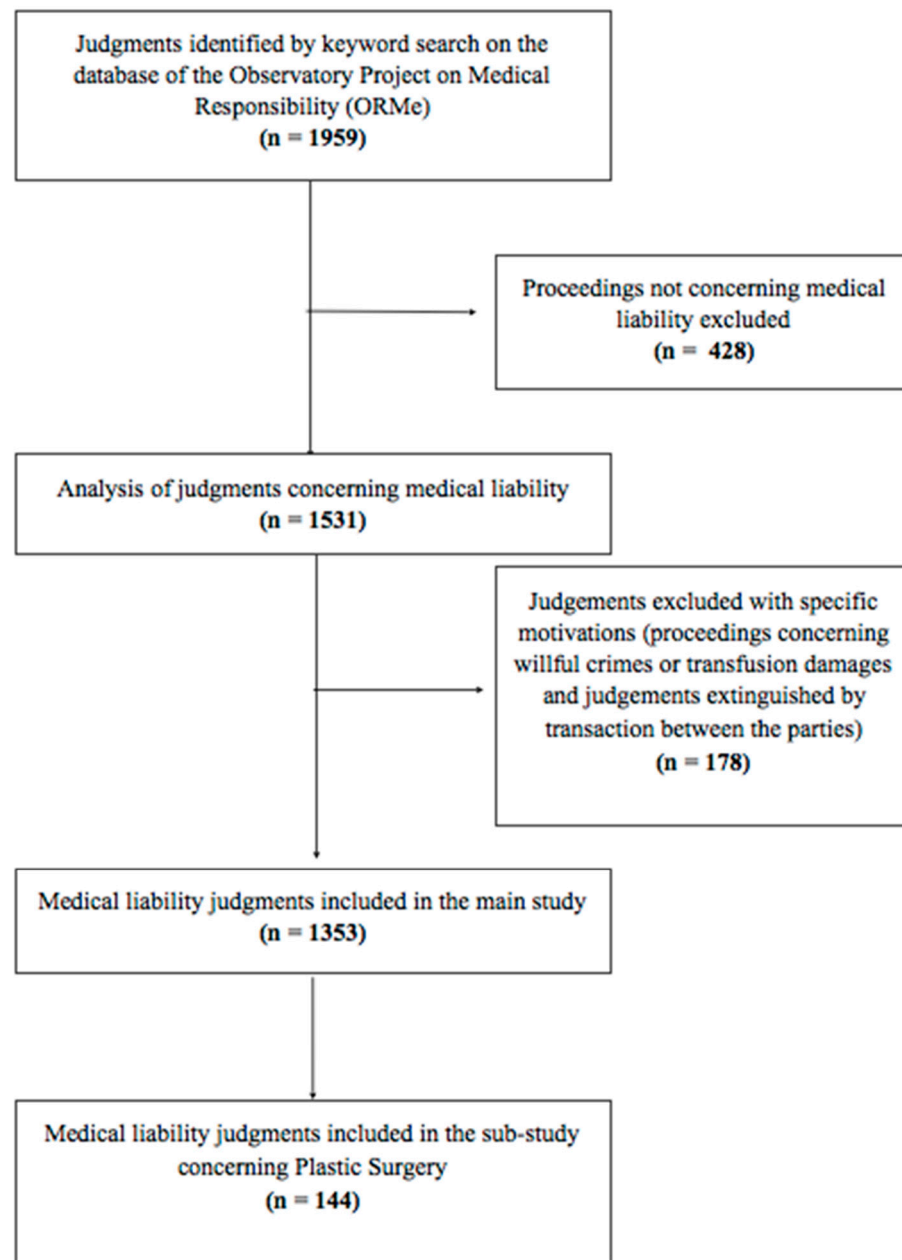 Judgments identified by keyword search on the
database of the Observatory Project on Medical
Responsibility (ORMe)
(n = 1959)
Proceedings not concerning medical
liability excluded
(n = 428)
Analysis of judgments concerning medical liability
(n = 1531)
Judgements excluded with specific
motivations (proceedings concerning
willful crimes or transfusion damages
and judgements extinguished by
transaction between the parties)
(n = 178)
Medical liability judgments included in the main study
(n = 1353)
Medical liability judgments included in the sub-study
concerning Plastic Surgery
(n = 144)